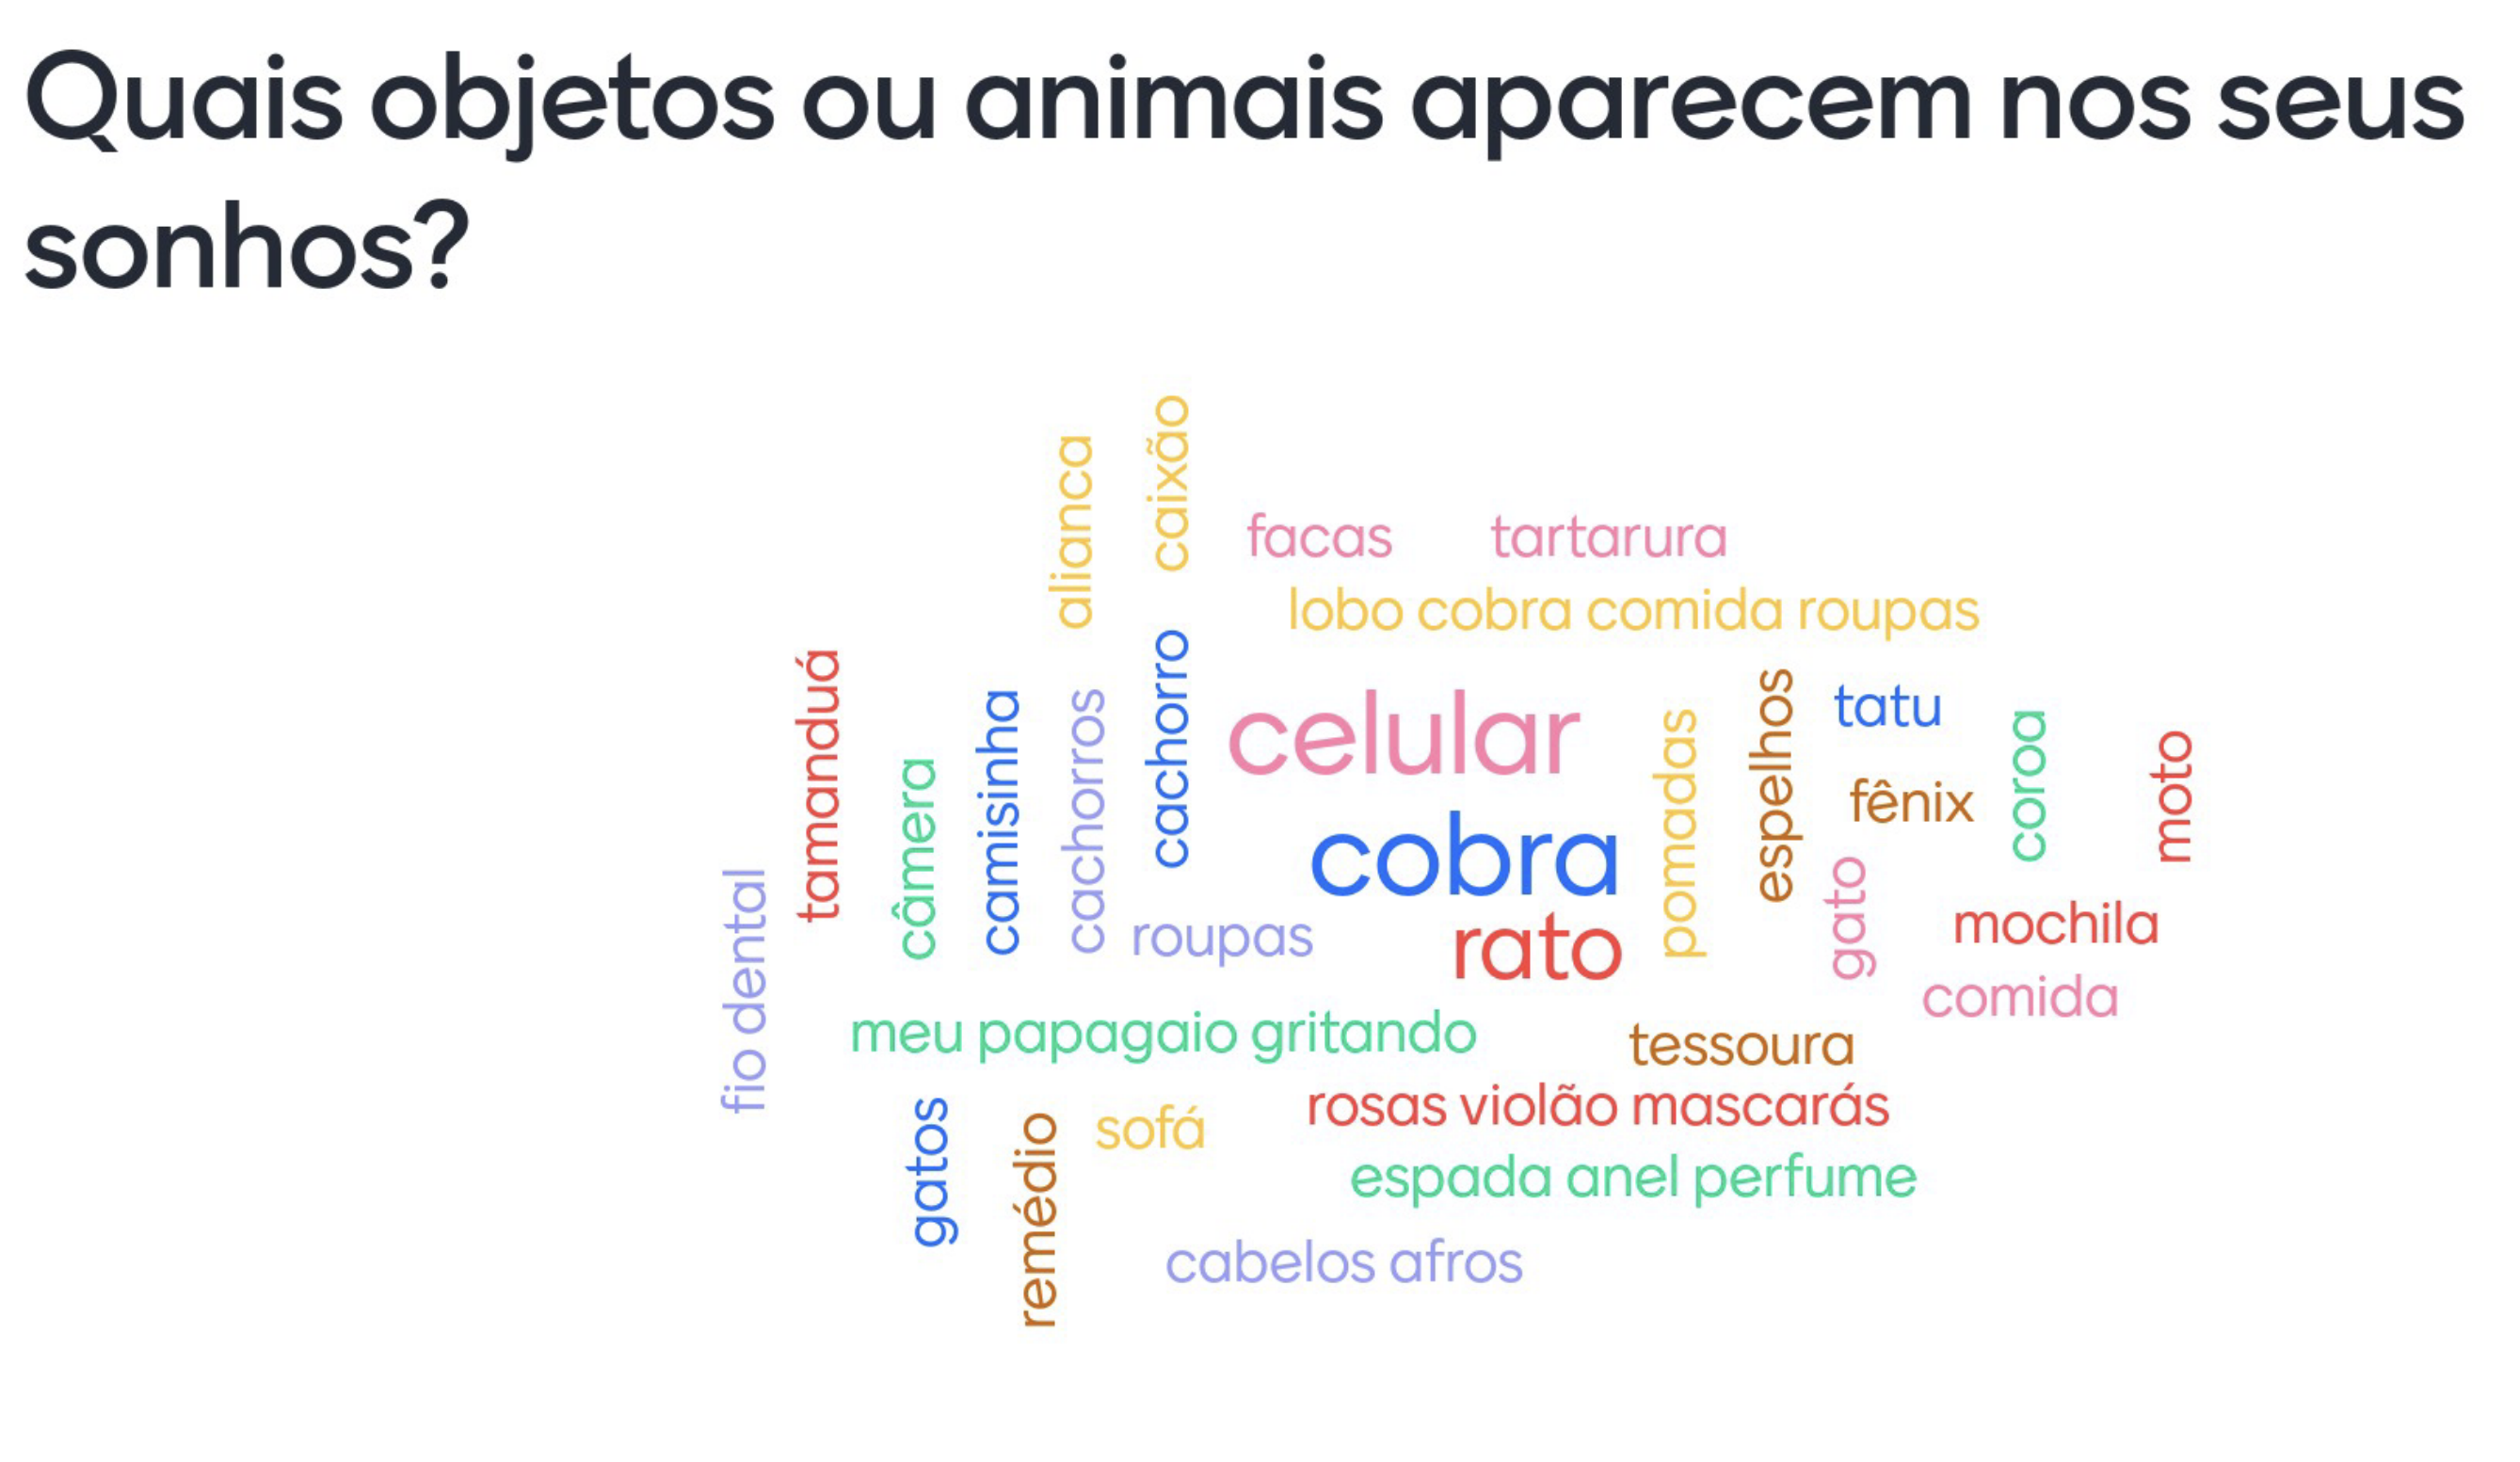 Quais objetos ou animais aparecem nos seus
sonhos?
alianca
caixão
facas
tartarura
lobo cobra comida roupas
tamanduá
câmera
camisinha
cachorros
cachorro
celular
cobra
rato
roupas
pomadas
espelhos
tatu
fênix
coroa
moto
gato
mochila
comida
fio dental
meu papagaio gritando
tessoura
rosas violão mascarás
gatos
remédio
sofá
espada anel perfume
cabelos afros